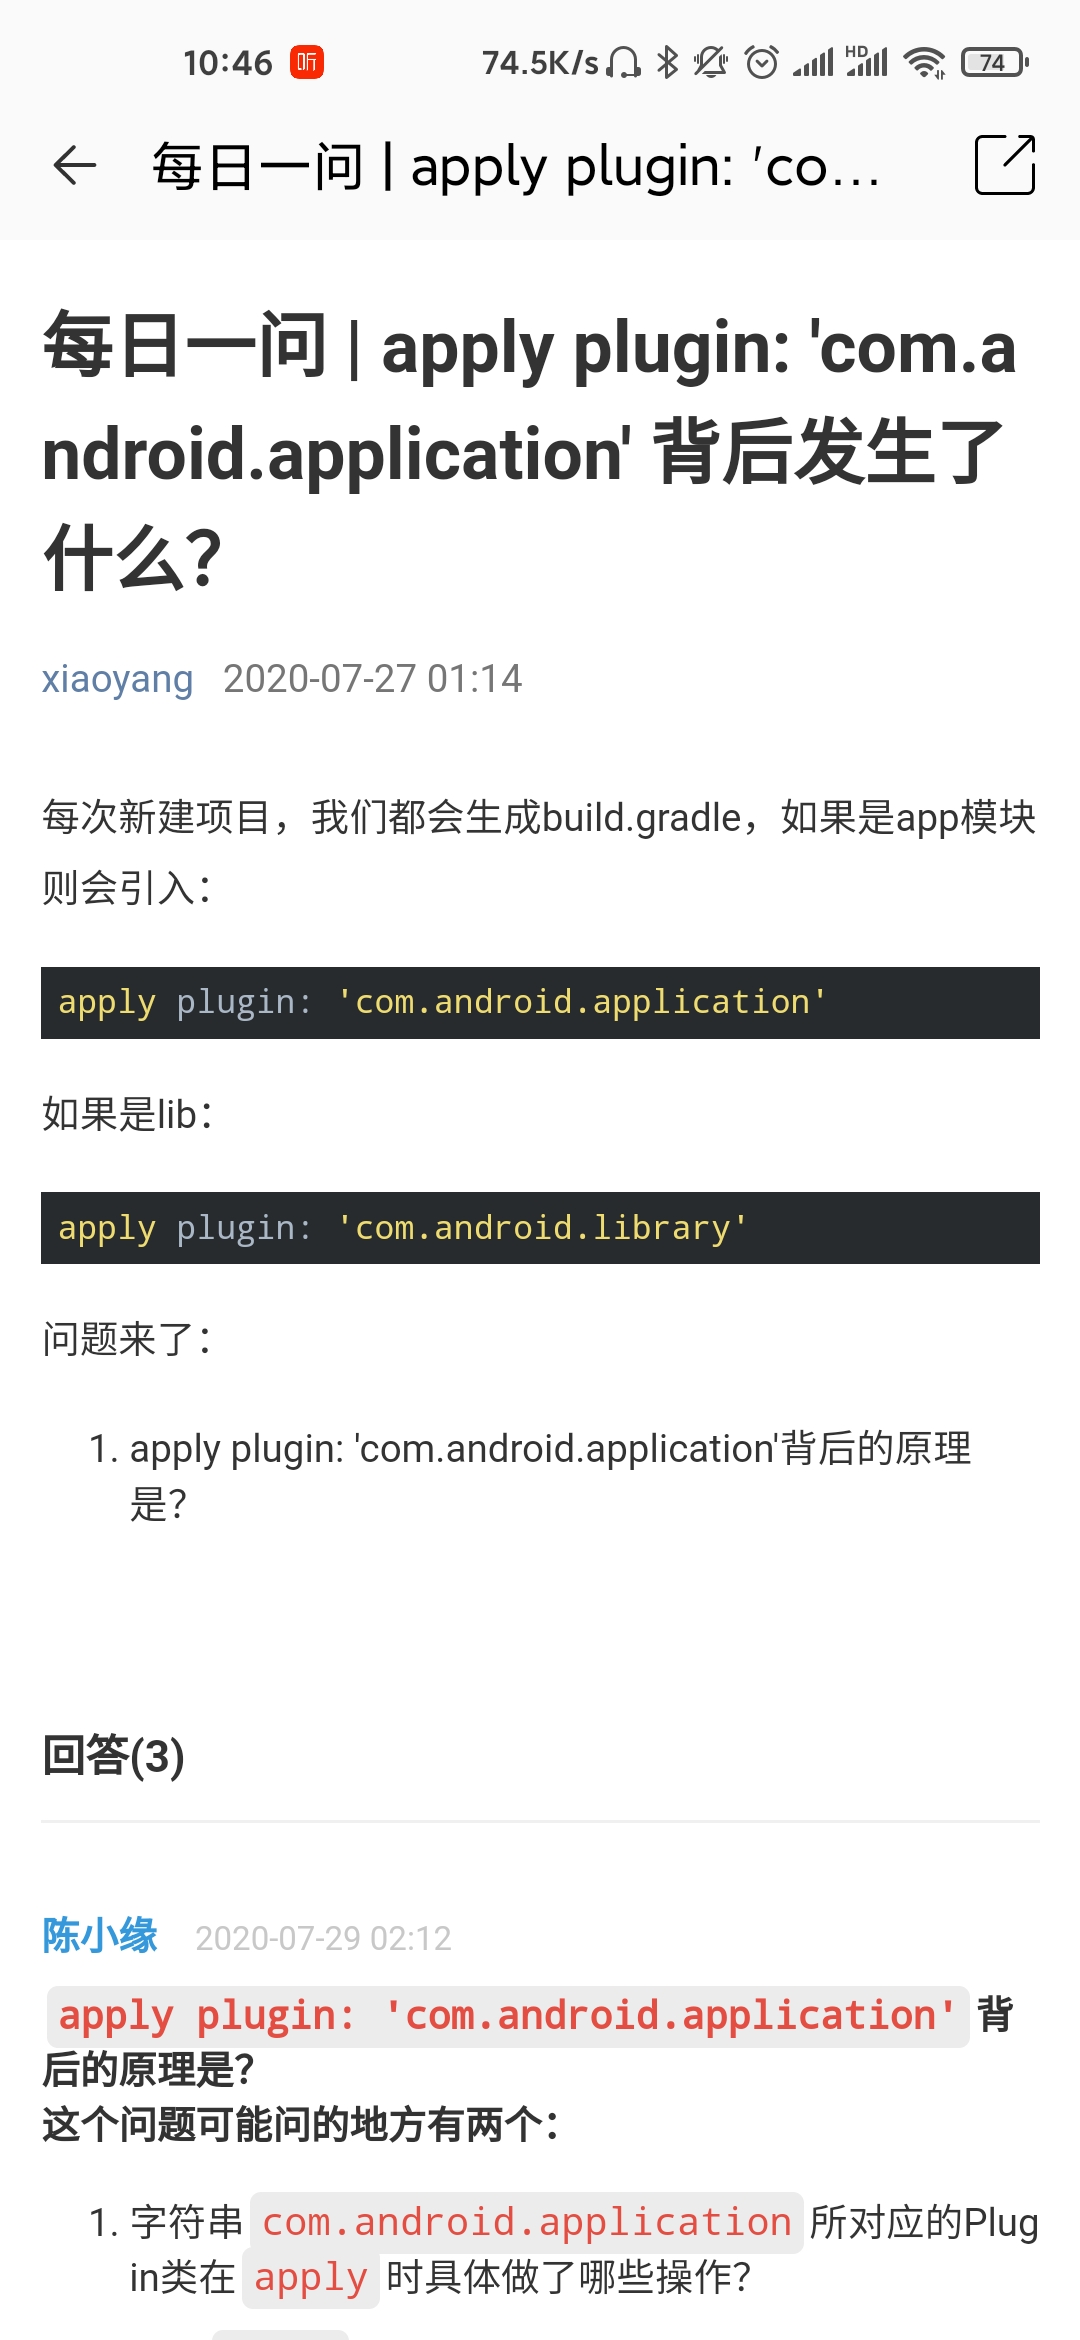 10:46 听 74.5K/s HD 74
每日一问 | apply plugin: 'co...
每日一问 | apply plugin: 'com.a
ndroid.application' 背后发生了
什么?
xiaoyang 2020-07-27 01:14
每次新建项目，我们都会生成build.gradle，如果是app模块
则会引入：
apply plugin: 'com.android.application'
如果是lib：
apply plugin: 'com.android.library'
问题来了：
1. apply plugin: 'com.android.application'背后的原理
是?
回答(3)
陈小缘 2020-07-29 02:12
apply plugin: 'com.android.application' 背
后的原理是?
这个问题可能问的地方有两个：
1. 字符串 com.android.application 所对应的Plug
in类在 apply 时具体做了哪些操作?